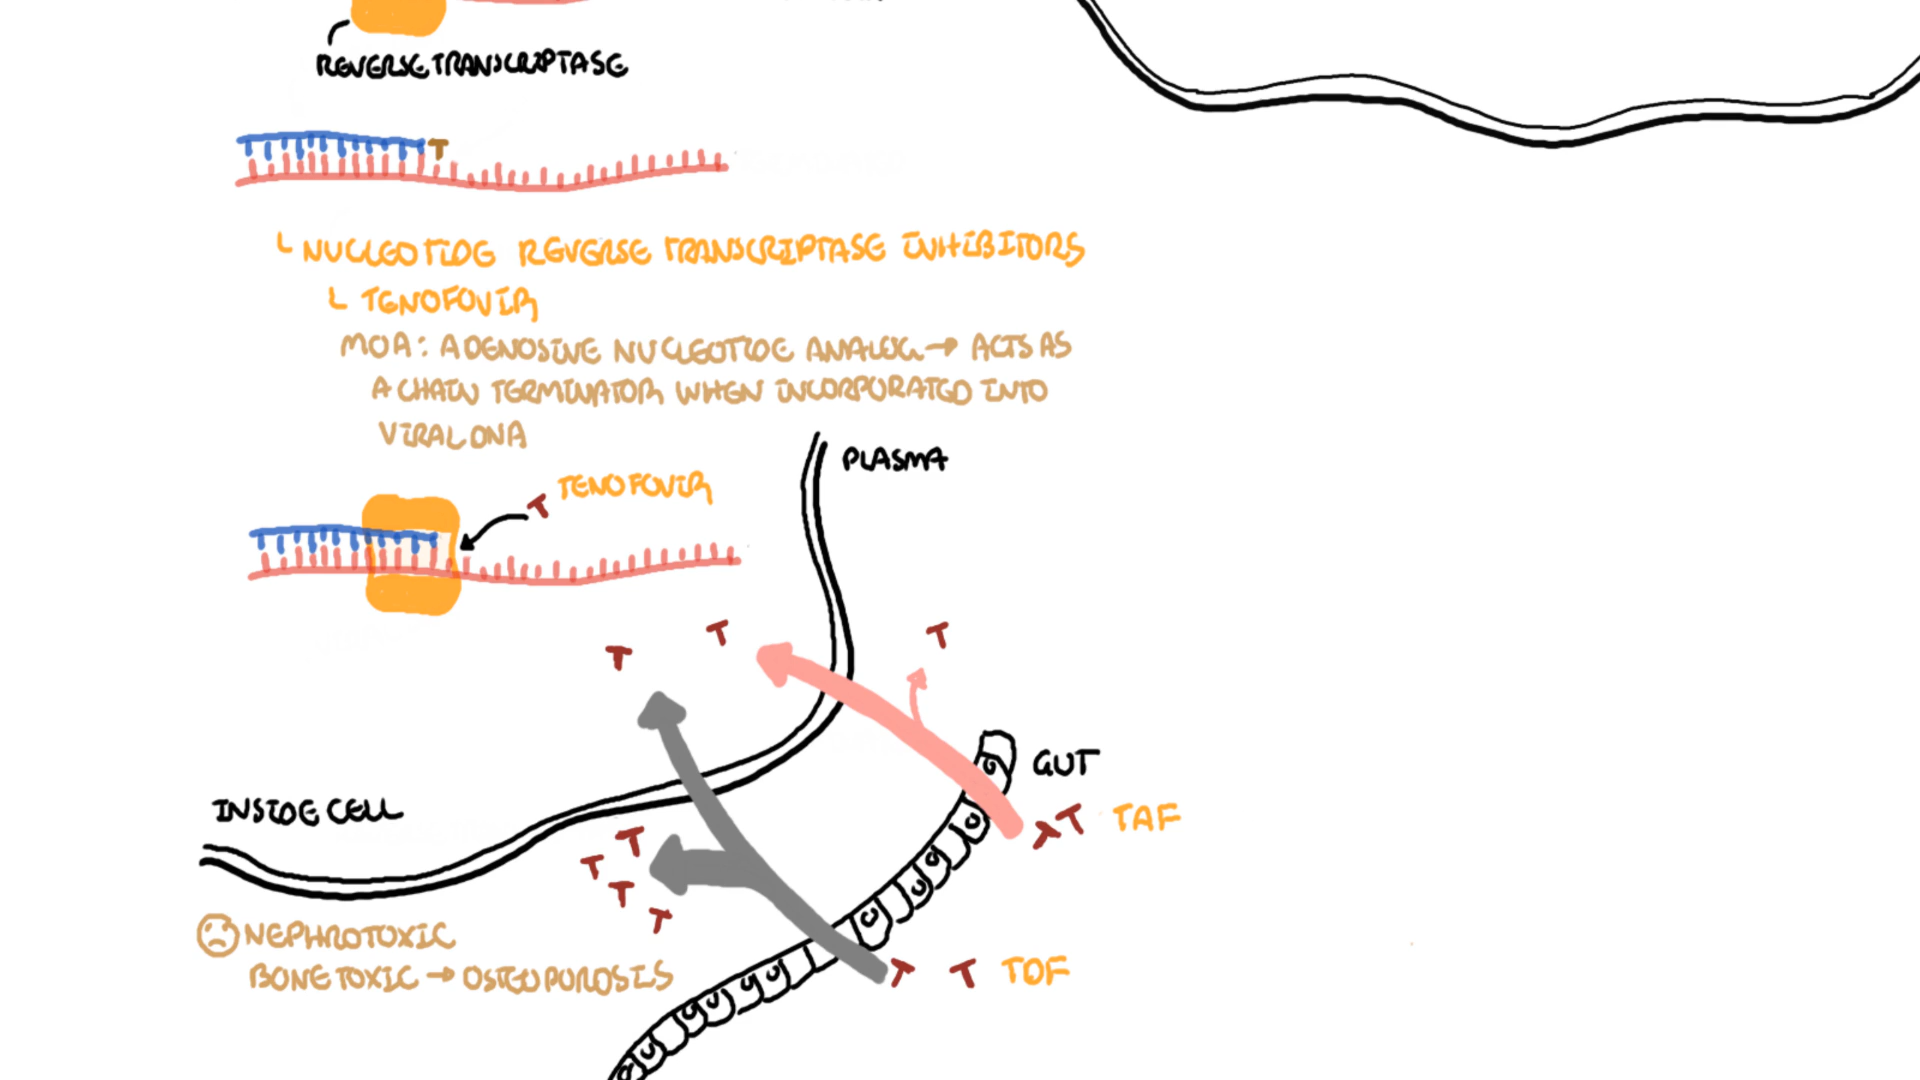 REVERSE TRANSCRIPTASE
T
└ NUCLEOTIDE REVERSE TRANSCRIPTASE INHIBITORS
└ TENOFOVIR
MOA: ADENOSINE NUCLEOTIDE ANALOG → ACTS AS
A CHAIN TERMINATOR WHEN INCORPORATED INTO
VIRAL DNA
PLASMA
T TENOFOVIR
T T T
GUT
T T TAF
INSIDE CELL
T
T
T
T
☹ NEPHROTOXIC
BONE TOXIC → OSTEOPOROSIS
T T TDF